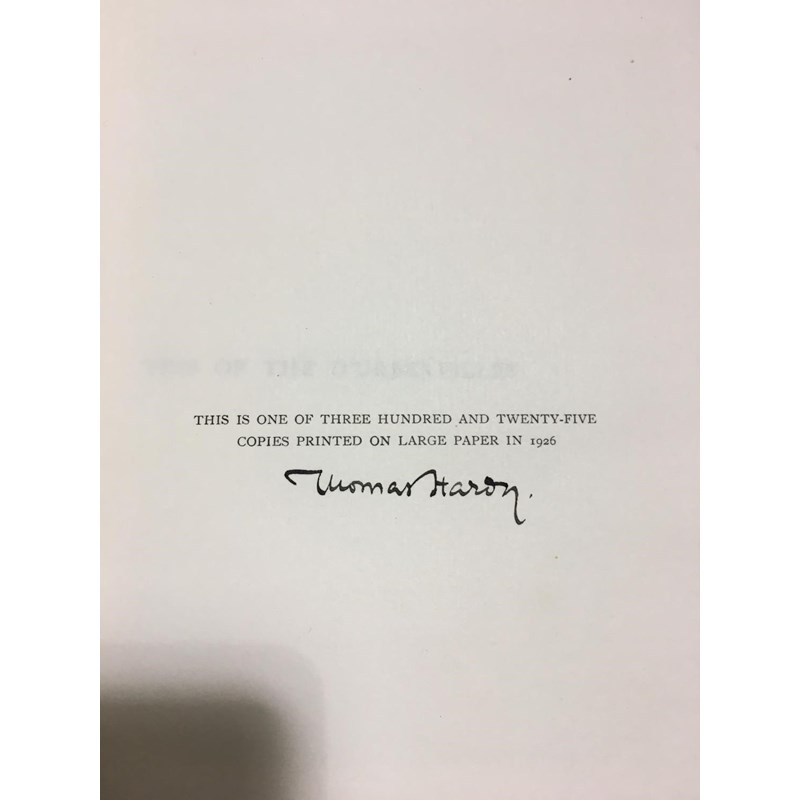 THIS IS ONE OF THREE HUNDRED AND TWENTY-FIVE
COPIES PRINTED ON LARGE PAPER IN 1926
Thomas Hardy.